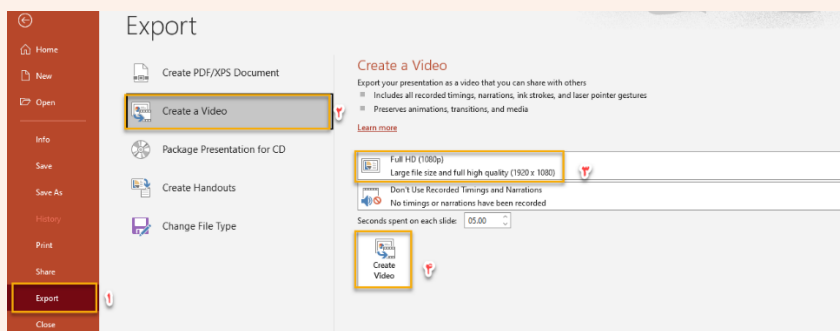 Export
Home
New
Open
Info
Save
Save As
History
Print
Share
Export
۱
Close
Create PDF/XPS Document
Create a Video
۲
Package Presentation for CD
Create Handouts
Change File Type
Create a Video
Export your presentation as a video that you can share with others
Includes all recorded timings, narrations, ink strokes, and laser pointer gestures
Preserves animations, transitions, and media
Learn more
Full HD (1080p)
Large file size and full high quality (1920 x 1080)
۳
Don't Use Recorded Timings and Narrations
No timings or narrations have been recorded
Seconds spent on each slide: 05.00
Create
Video
۴